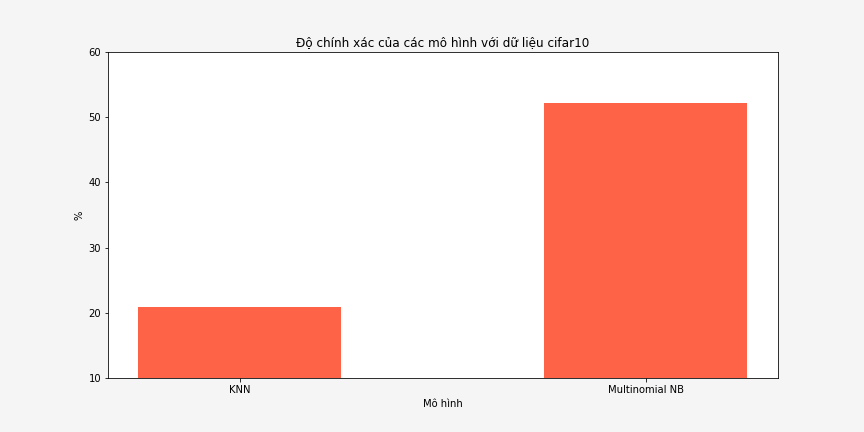 Độ chính xác của các mô hình với dữ liệu cifar10
60
50
40
30
20
10
%
KNN
Multinomial NB
Mô hình